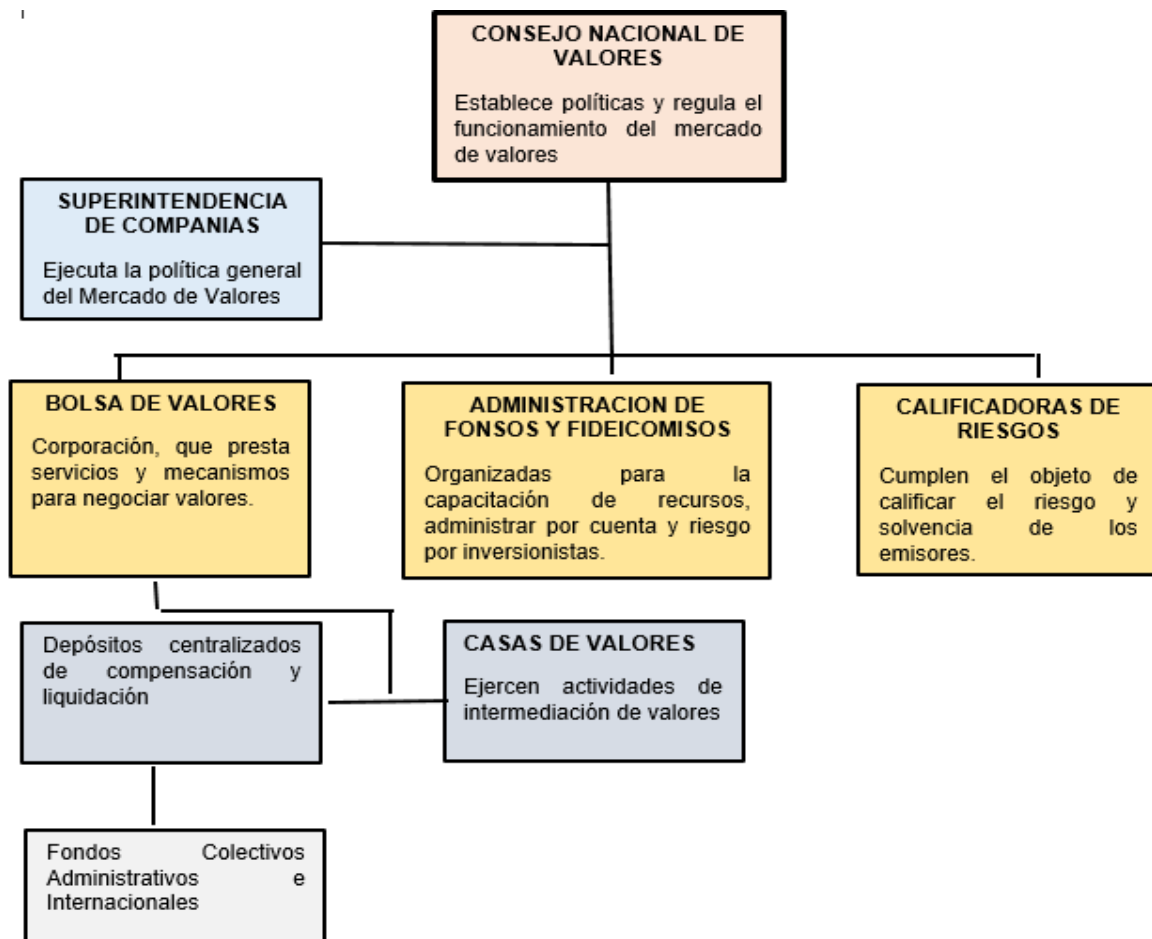 CONSEJO NACIONAL DE
VALORES
Establece políticas y regula el
funcionamiento del mercado
de valores
SUPERINTENDENCIA
DE COMPANIAS
Ejecuta la política general
del Mercado de Valores
BOLSA DE VALORES
Corporación, que presta
servicios y mecanismos
para negociar valores.
ADMINISTRACION DE
FONSOS Y FIDEICOMISOS
Organizadas para la
capacitación de recursos,
administrar por cuenta y riesgo
por inversionistas.
CALIFICADORAS DE
RIESGOS
Cumplen el objeto de
calificar el riesgo y
solvencia de los
emisores.
Depósitos centralizados
de compensación y
liquidación
CASAS DE VALORES
Ejercen actividades de
intermediación de valores
Fondos Colectivos
Administrativos e
Internacionales